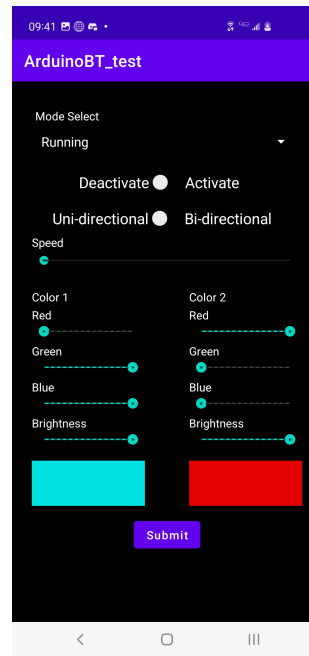 09:41
ArduinoBT_test
Mode Select
Running
Deactivate Activate
Uni-directional Bi-directional
Speed
Color 1 Color 2
Red Red
Green Green
Blue Blue
Brightness Brightness
Submit